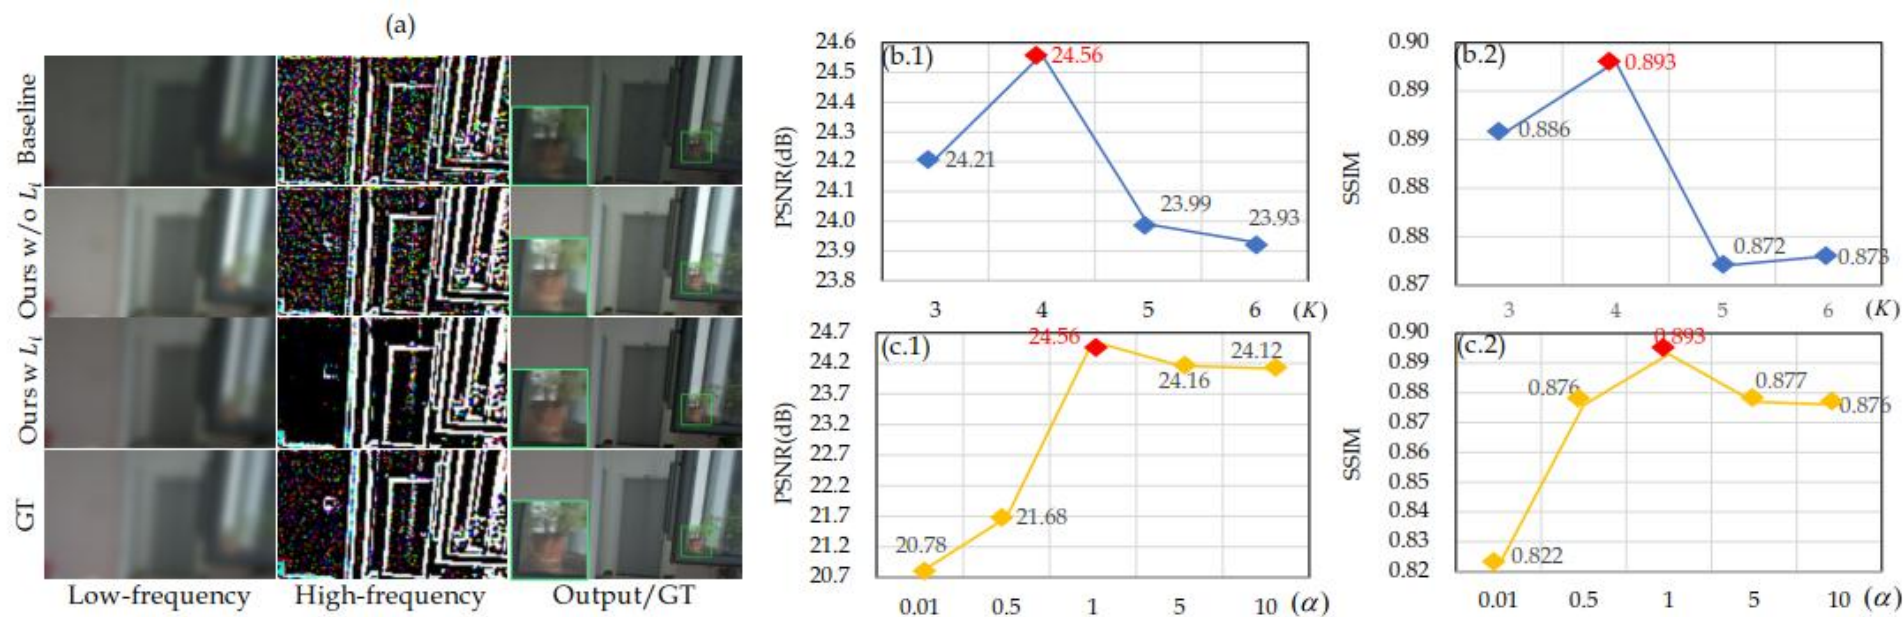 (a)
Baseline
Ours w/o Lₗ
Ours w Lₗ
GT
Low-frequency
High-frequency
Output/GT
(b.1)
PSNR(dB)
24.6
24.5
24.4
24.3
24.2
24.1
24.0
23.9
23.8
24.21
24.56
23.99
23.93
3 4 5 6 (K)
(b.2)
SSIM
0.90
0.89
0.89
0.88
0.88
0.87
0.886
0.893
0.872
0.873
3 4 5 6 (K)
(c.1)
PSNR(dB)
24.7
24.2
23.7
23.2
22.7
22.2
21.7
21.2
20.7
20.78
21.68
24.56
24.16
24.12
0.01 0.5 1 5 10 (α)
(c.2)
SSIM
0.90
0.89
0.88
0.87
0.86
0.85
0.84
0.83
0.82
0.822
0.876
0.893
0.877
0.876
0.01 0.5 1 5 10 (α)